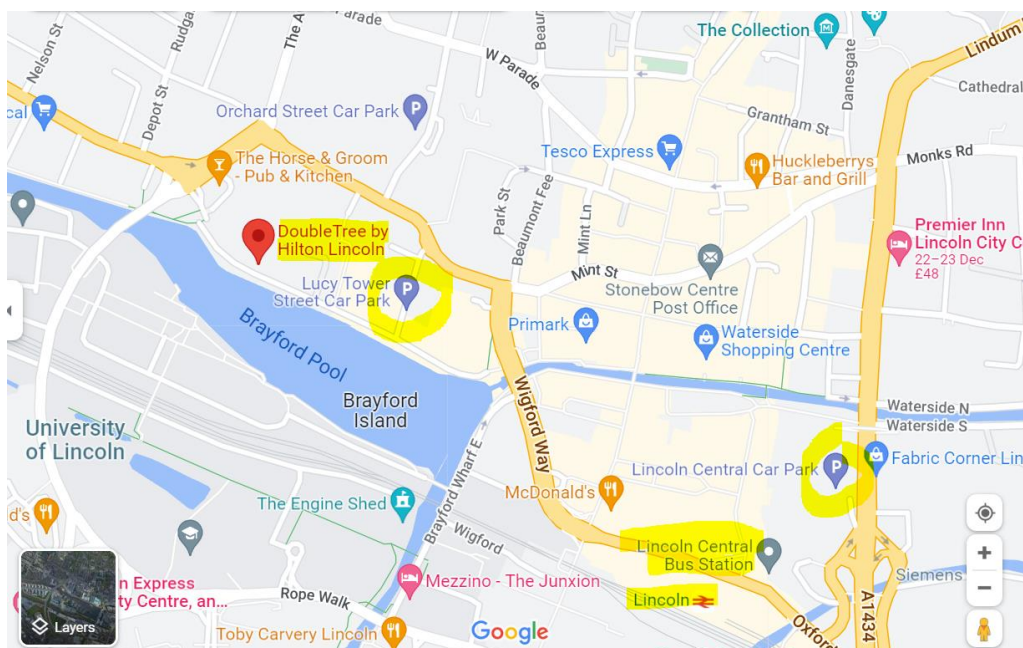 Nelson St
Rudga
The A
Parade
W Parade
Beaumo
The Collection
Danesgate
Lindum
Cathedral
cal
Depot St
Orchard Street Car Park
P
Grantham St
The Horse & Groom
- Pub & Kitchen
Tesco Express
Huckleberrys
Bar and Grill
Monks Rd
Park St
Beaumont Fee
Mint Ln
DoubleTree by
Hilton Lincoln
Premier Inn
Lincoln City C
22–23 Dec
£48
Lucy Tower
Street Car Park
P
Mint St
Stonebow Centre
Post Office
Primark
Waterside
Shopping Centre
Brayford Pool
Brayford
Island
Wigford Way
Waterside N
Waterside S
University
of Lincoln
Lincoln Central Car Park
P
Fabric Corner Lin
d's
McDonald's
The Engine Shed
Brayford Wharf E
Wigford
Lincoln Central
Bus Station
Siemens
n Express
ty Centre, an...
Mezzino - The Junxion
Rope Walk
Lincoln
A1434
Layers
Toby Carvery Lincoln
Google
Oxford